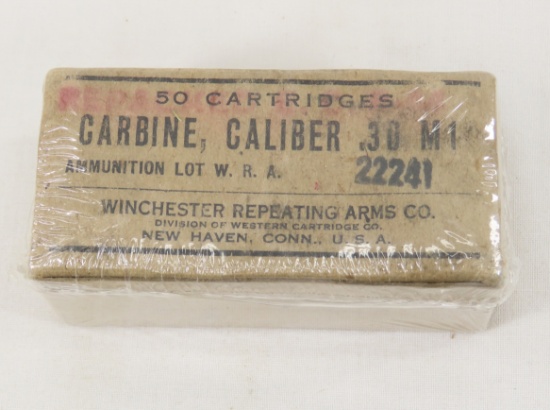 50 CARTRIDGES
CARBINE, CALIBER .30 M1
AMMUNITION LOT W. R. A. 22241
WINCHESTER REPEATING ARMS CO.
DIVISION OF WESTERN CARTRIDGE CO.
NEW HAVEN, CONN., U. S. A.